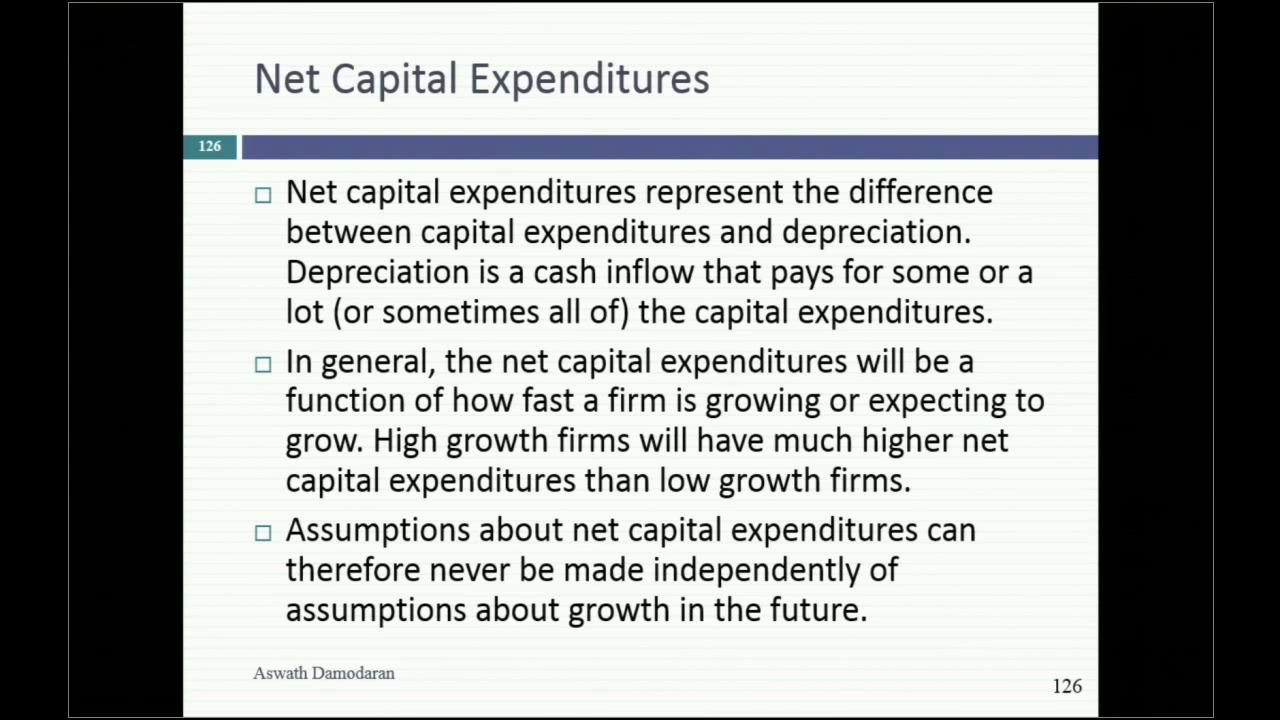 Net Capital Expenditures
126
Net capital expenditures represent the difference
between capital expenditures and depreciation.
Depreciation is a cash inflow that pays for some or a
lot (or sometimes all of) the capital expenditures.
In general, the net capital expenditures will be a
function of how fast a firm is growing or expecting to
grow. High growth firms will have much higher net
capital expenditures than low growth firms.
Assumptions about net capital expenditures can
therefore never be made independently of
assumptions about growth in the future.
Aswath Damodaran
126